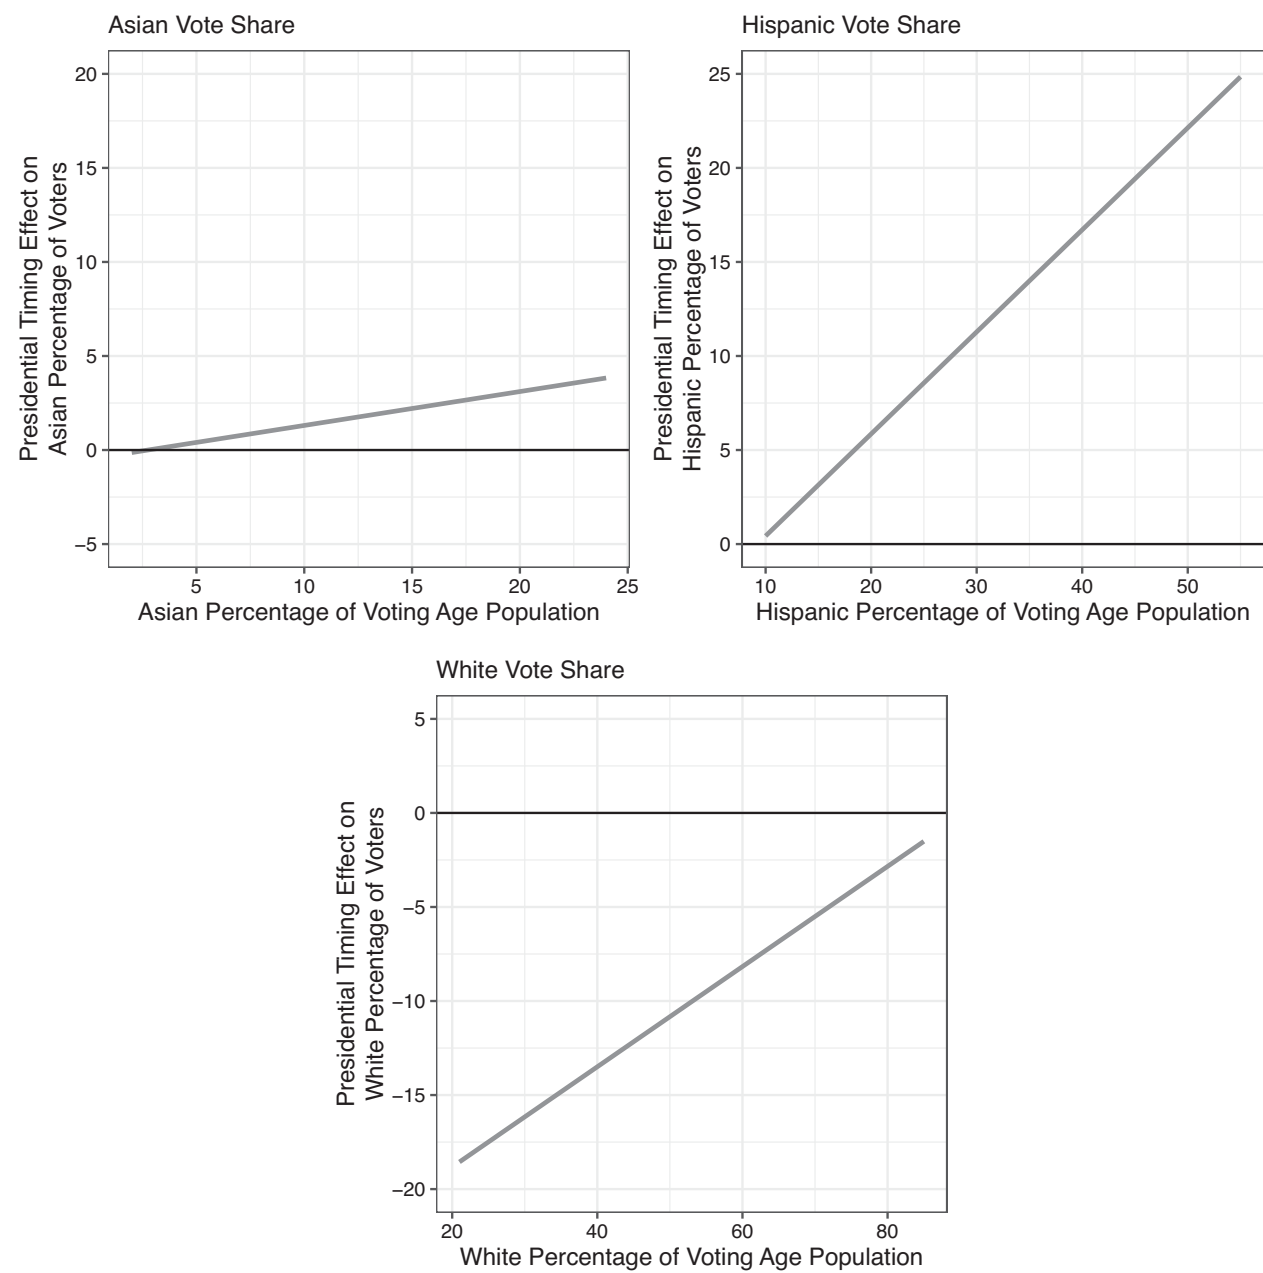 Asian Vote Share
Presidential Timing Effect on
Asian Percentage of Voters
20
15
10
5
0
−5
5 10 15 20 25
Asian Percentage of Voting Age Population
Hispanic Vote Share
Presidential Timing Effect on
Hispanic Percentage of Voters
25
20
15
10
5
0
10 20 30 40 50
Hispanic Percentage of Voting Age Population
White Vote Share
Presidential Timing Effect on
White Percentage of Voters
5
0
−5
−10
−15
−20
20 40 60 80
White Percentage of Voting Age Population